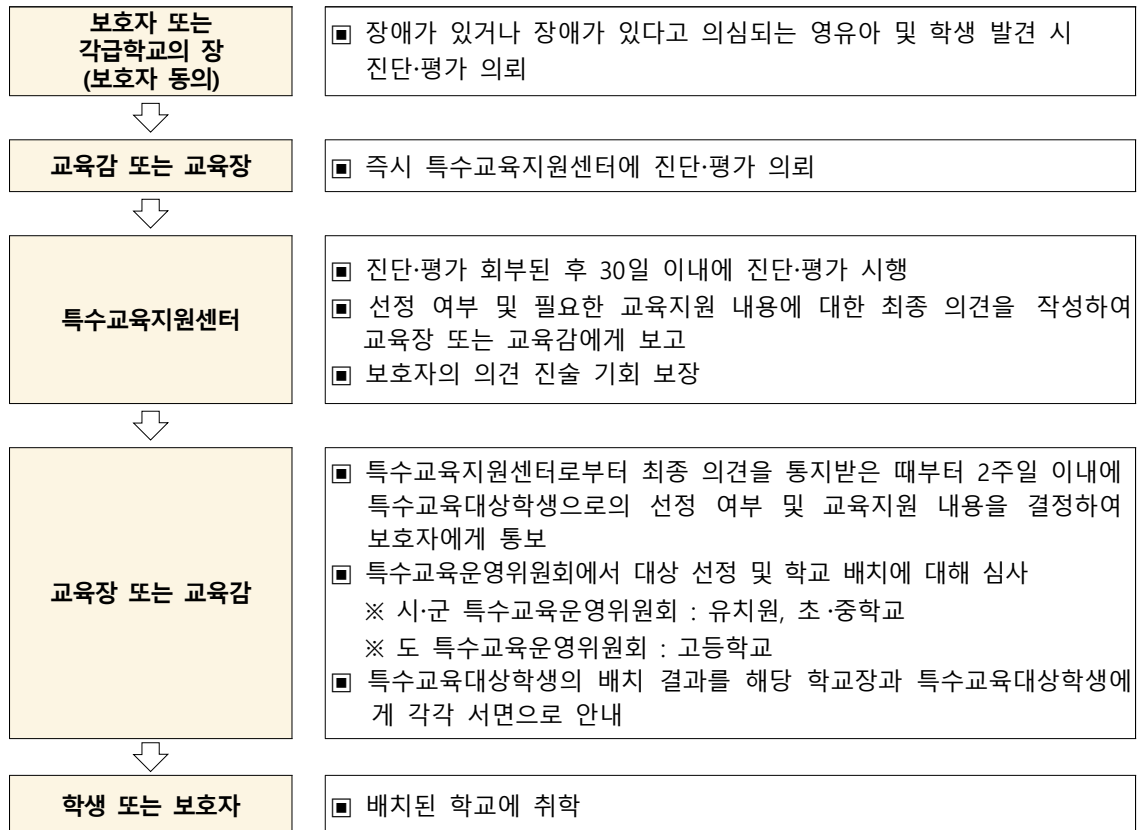 보호자 또는
각급학교의 장
(보호자 동의)
▣ 장애가 있거나 장애가 있다고 의심되는 영유아 및 학생 발견 시
진단·평가 의뢰
교육감 또는 교육장
▣ 즉시 특수교육지원센터에 진단·평가 의뢰
특수교육지원센터
▣ 진단·평가 회부된 후 30일 이내에 진단·평가 시행
▣ 선정 여부 및 필요한 교육지원 내용에 대한 최종 의견을 작성하여
교육장 또는 교육감에게 보고
▣ 보호자의 의견 진술 기회 보장
교육장 또는 교육감
▣ 특수교육지원센터로부터 최종 의견을 통지받은 때부터 2주일 이내에
특수교육대상학생으로의 선정 여부 및 교육지원 내용을 결정하여
보호자에게 통보
▣ 특수교육운영위원회에서 대상 선정 및 학교 배치에 대해 심사
※ 시·군 특수교육운영위원회 : 유치원, 초·중학교
※ 도 특수교육운영위원회 : 고등학교
▣ 특수교육대상학생의 배치 결과를 해당 학교장과 특수교육대상학생에
게 각각 서면으로 안내
학생 또는 보호자
▣ 배치된 학교에 취학